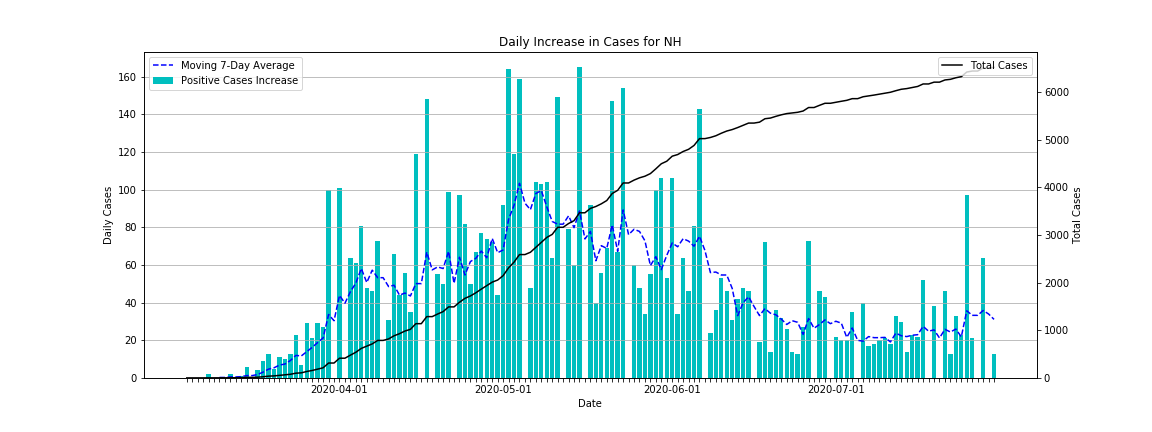 Daily Increase in Cases for NH
Moving 7-Day Average
Positive Cases Increase
Total Cases
160
140
120
100
80
60
40
20
0
Daily Cases
6000
5000
4000
3000
2000
1000
0
Total Cases
2020-04-01
2020-05-01
2020-06-01
2020-07-01
Date